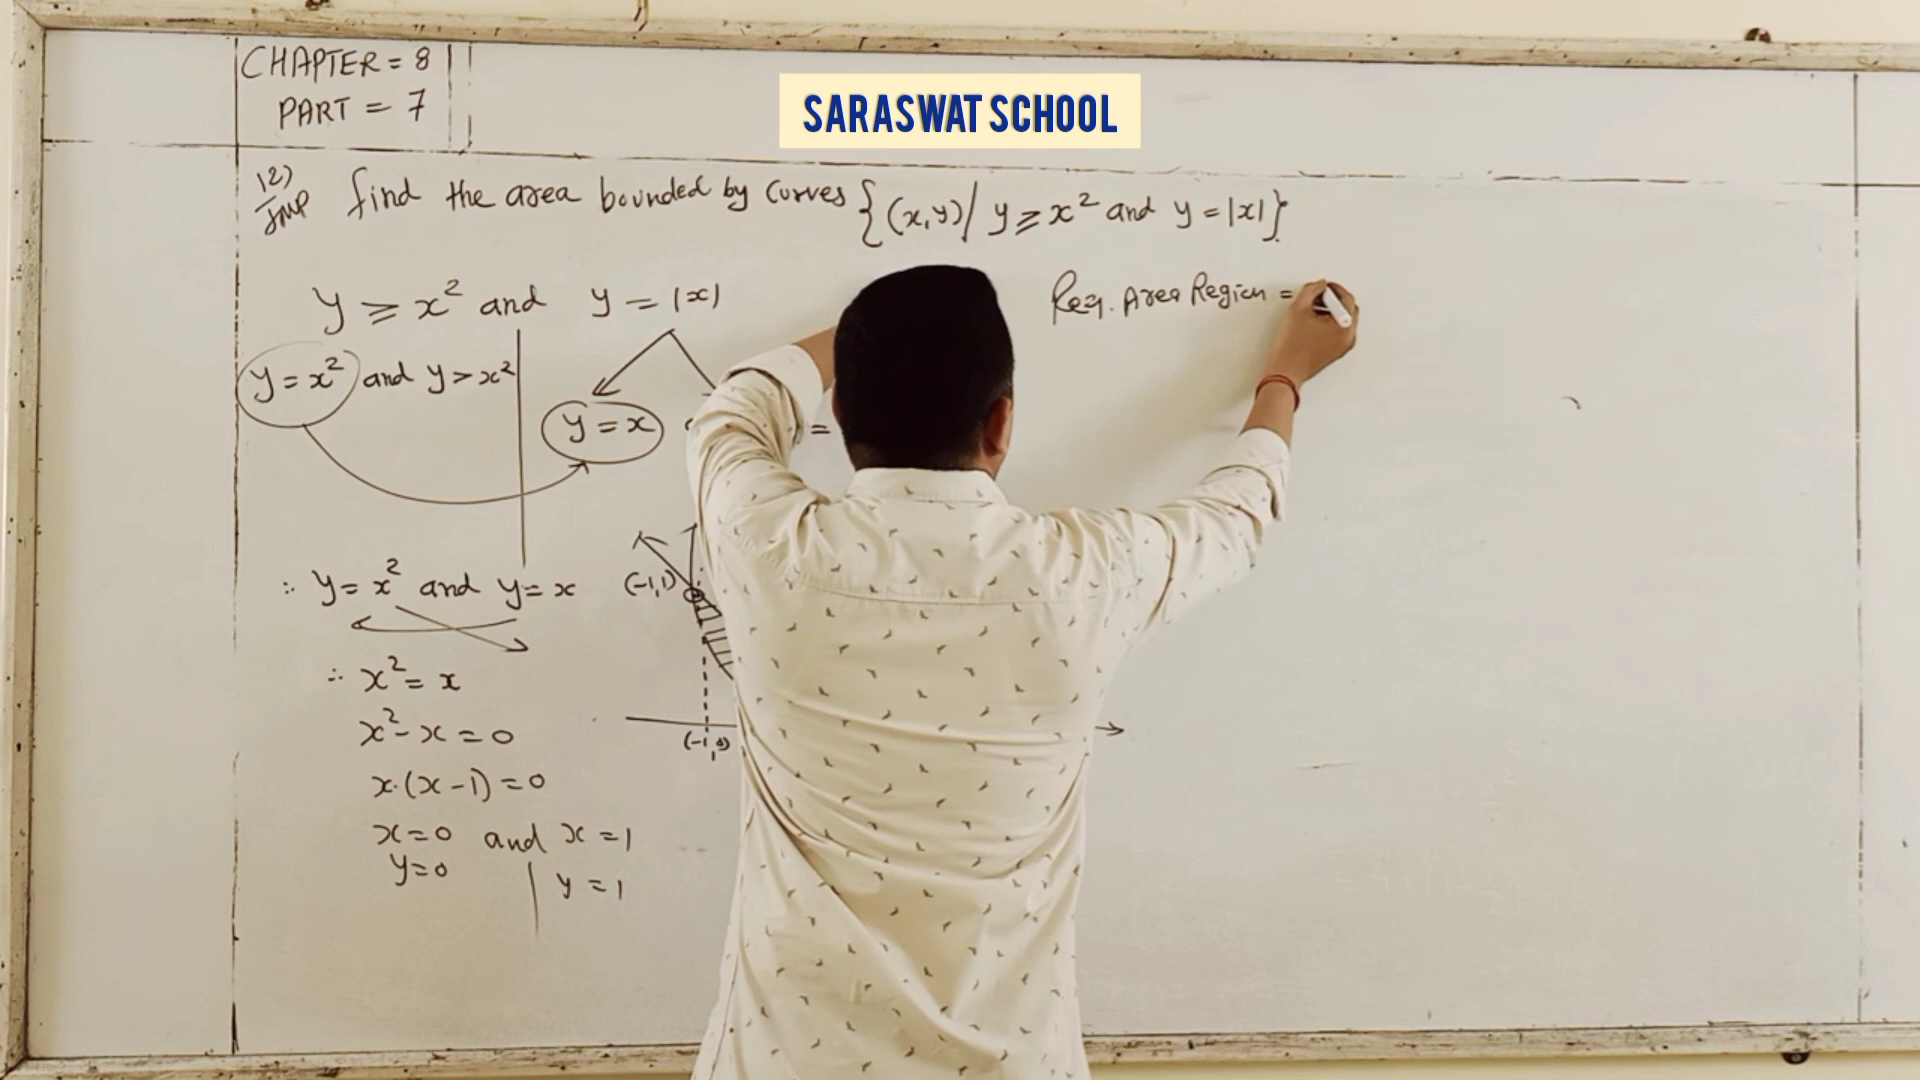 CHAPTER = 8
PART = 7
SARASWAT SCHOOL
12) Imp find the area bounded by curves {(x,y)/ y ≥ x² and y = |x|}
y ≥ x² and y = |x|
y = x² and y > x²
y = x
=
∴ y = x² and y = x
∴ x² = x
x² - x = 0
x·(x - 1) = 0
x = 0 and x = 1
y = 0 | y = 1
(-1,1)
(-1,0)
Req. Area Region =